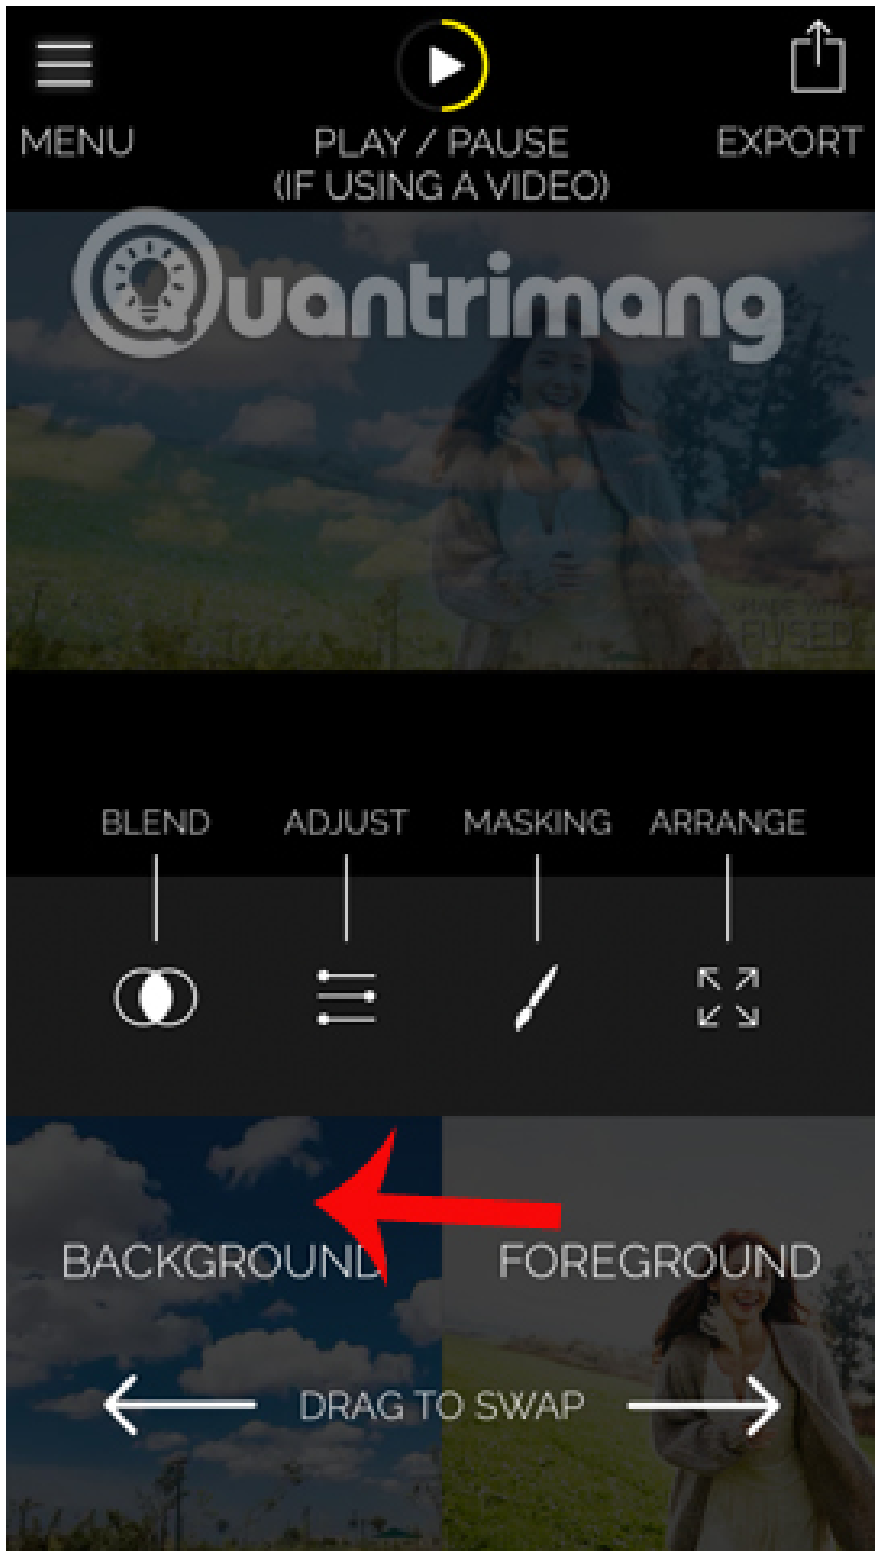 MENU
PLAY / PAUSE
(IF USING A VIDEO)
EXPORT
Quantrimang
MADE WITH
FUSED
BLEND
ADJUST
MASKING
ARRANGE
BACKGROUND
FOREGROUND
DRAG TO SWAP